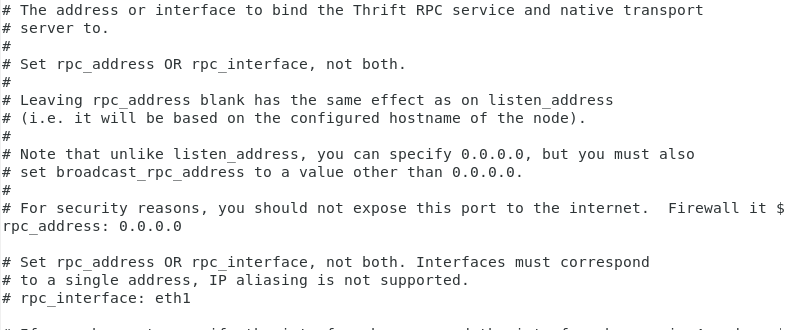 # The address or interface to bind the Thrift RPC service and native transport
# server to.
#
# Set rpc_address OR rpc_interface, not both.
#
# Leaving rpc_address blank has the same effect as on listen_address
# (i.e. it will be based on the configured hostname of the node).
#
# Note that unlike listen_address, you can specify 0.0.0.0, but you must also
# set broadcast_rpc_address to a value other than 0.0.0.0.
#
# For security reasons, you should not expose this port to the internet.  Firewall it $
rpc_address: 0.0.0.0

# Set rpc_address OR rpc_interface, not both. Interfaces must correspond
# to a single address, IP aliasing is not supported.
# rpc_interface: eth1